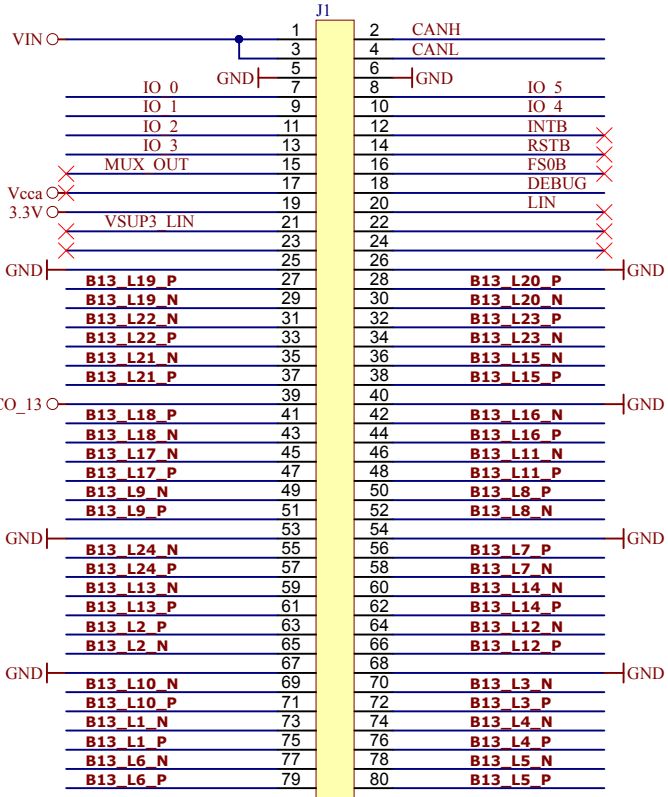 J1
VIN 1 2 CANH
3 4 CANL
GND 5 6 GND
IO_0 7 8 IO_5
IO_1 9 10 IO_4
IO_2 11 12 INTB
IO_3 13 14 RSTB
MUX_OUT 15 16 FS0B
Vcca 17 18 DEBUG
3.3V 19 20 LIN
VSUP3_LIN 21 22
23 24
GND 25 26 GND
B13_L19_P 27 28 B13_L20_P
B13_L19_N 29 30 B13_L20_N
B13_L22_N 31 32 B13_L23_P
B13_L22_P 33 34 B13_L23_N
B13_L21_N 35 36 B13_L15_N
B13_L21_P 37 38 B13_L15_P
CO_13 39 40 GND
B13_L18_P 41 42 B13_L16_N
B13_L18_N 43 44 B13_L16_P
B13_L17_N 45 46 B13_L11_N
B13_L17_P 47 48 B13_L11_P
B13_L9_N 49 50 B13_L8_P
B13_L9_P 51 52 B13_L8_N
GND 53 54 GND
B13_L24_N 55 56 B13_L7_P
B13_L24_P 57 58 B13_L7_N
B13_L13_N 59 60 B13_L14_N
B13_L13_P 61 62 B13_L14_P
B13_L2_P 63 64 B13_L12_N
B13_L2_N 65 66 B13_L12_P
GND 67 68 GND
B13_L10_N 69 70 B13_L3_N
B13_L10_P 71 72 B13_L3_P
B13_L1_N 73 74 B13_L4_N
B13_L1_P 75 76 B13_L4_P
B13_L6_N 77 78 B13_L5_N
B13_L6_P 79 80 B13_L5_P